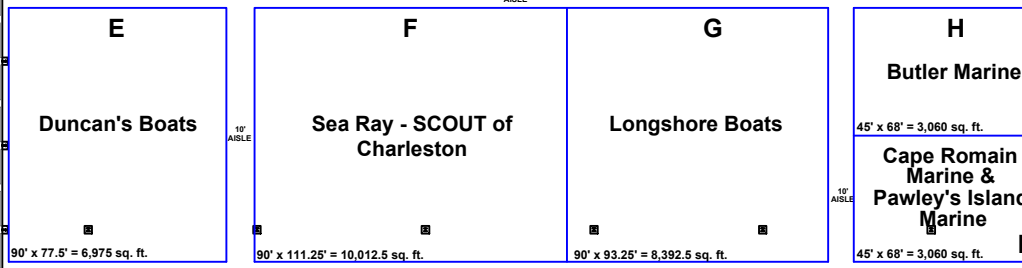 AISLE
E
Duncan's Boats
90' x 77.5' = 6,975 sq. ft.
10'
AISLE
F
Sea Ray - SCOUT of
Charleston
90' x 111.25' = 10,012.5 sq. ft.
G
Longshore Boats
90' x 93.25' = 8,392.5 sq. ft.
10'
AISLE
H
Butler Marine
45' x 68' = 3,060 sq. ft.
Cape Romain
Marine &
Pawley's Island
Marine
45' x 68' = 3,060 sq. ft.